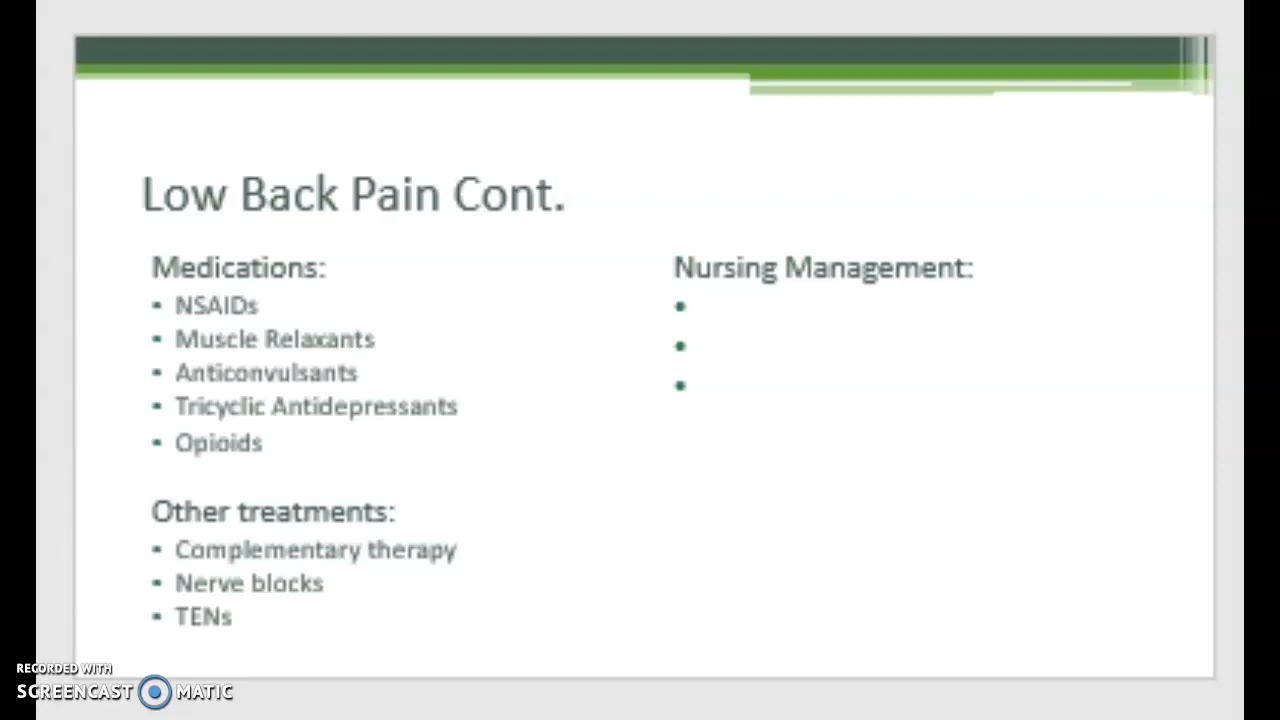 Low Back Pain Cont.
Medications:
▪ NSAIDs
▪ Muscle Relaxants
▪ Anticonvulsants
▪ Tricyclic Antidepressants
▪ Opioids
Other treatments:
▪ Complementary therapy
▪ Nerve blocks
▪ TENs
Nursing Management:
•
•
•
RECORDED WITH
SCREENCAST MATIC